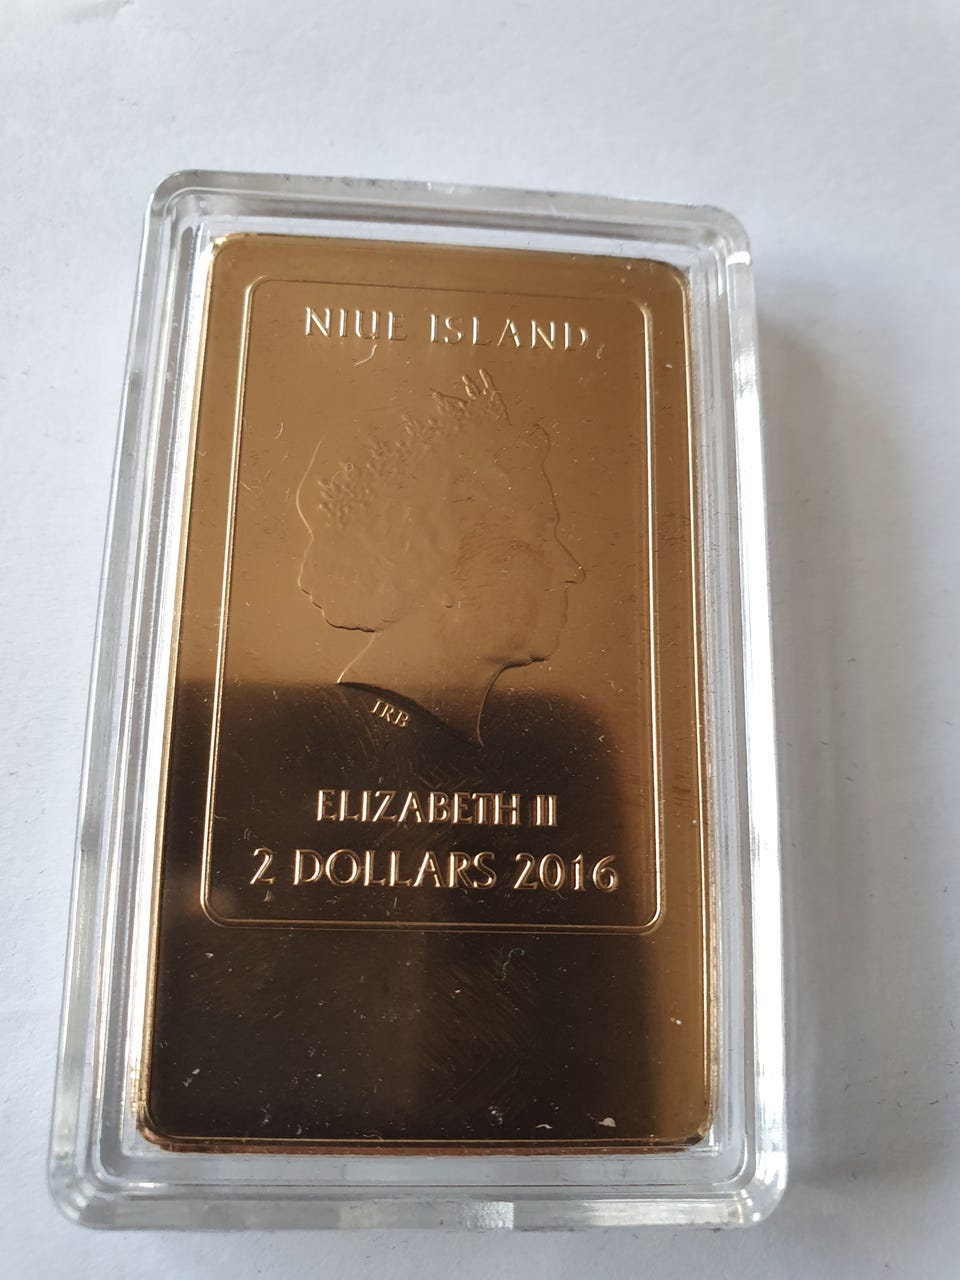 NIUE ISLAND
IRB
ELIZABETH II
2 DOLLARS 2016